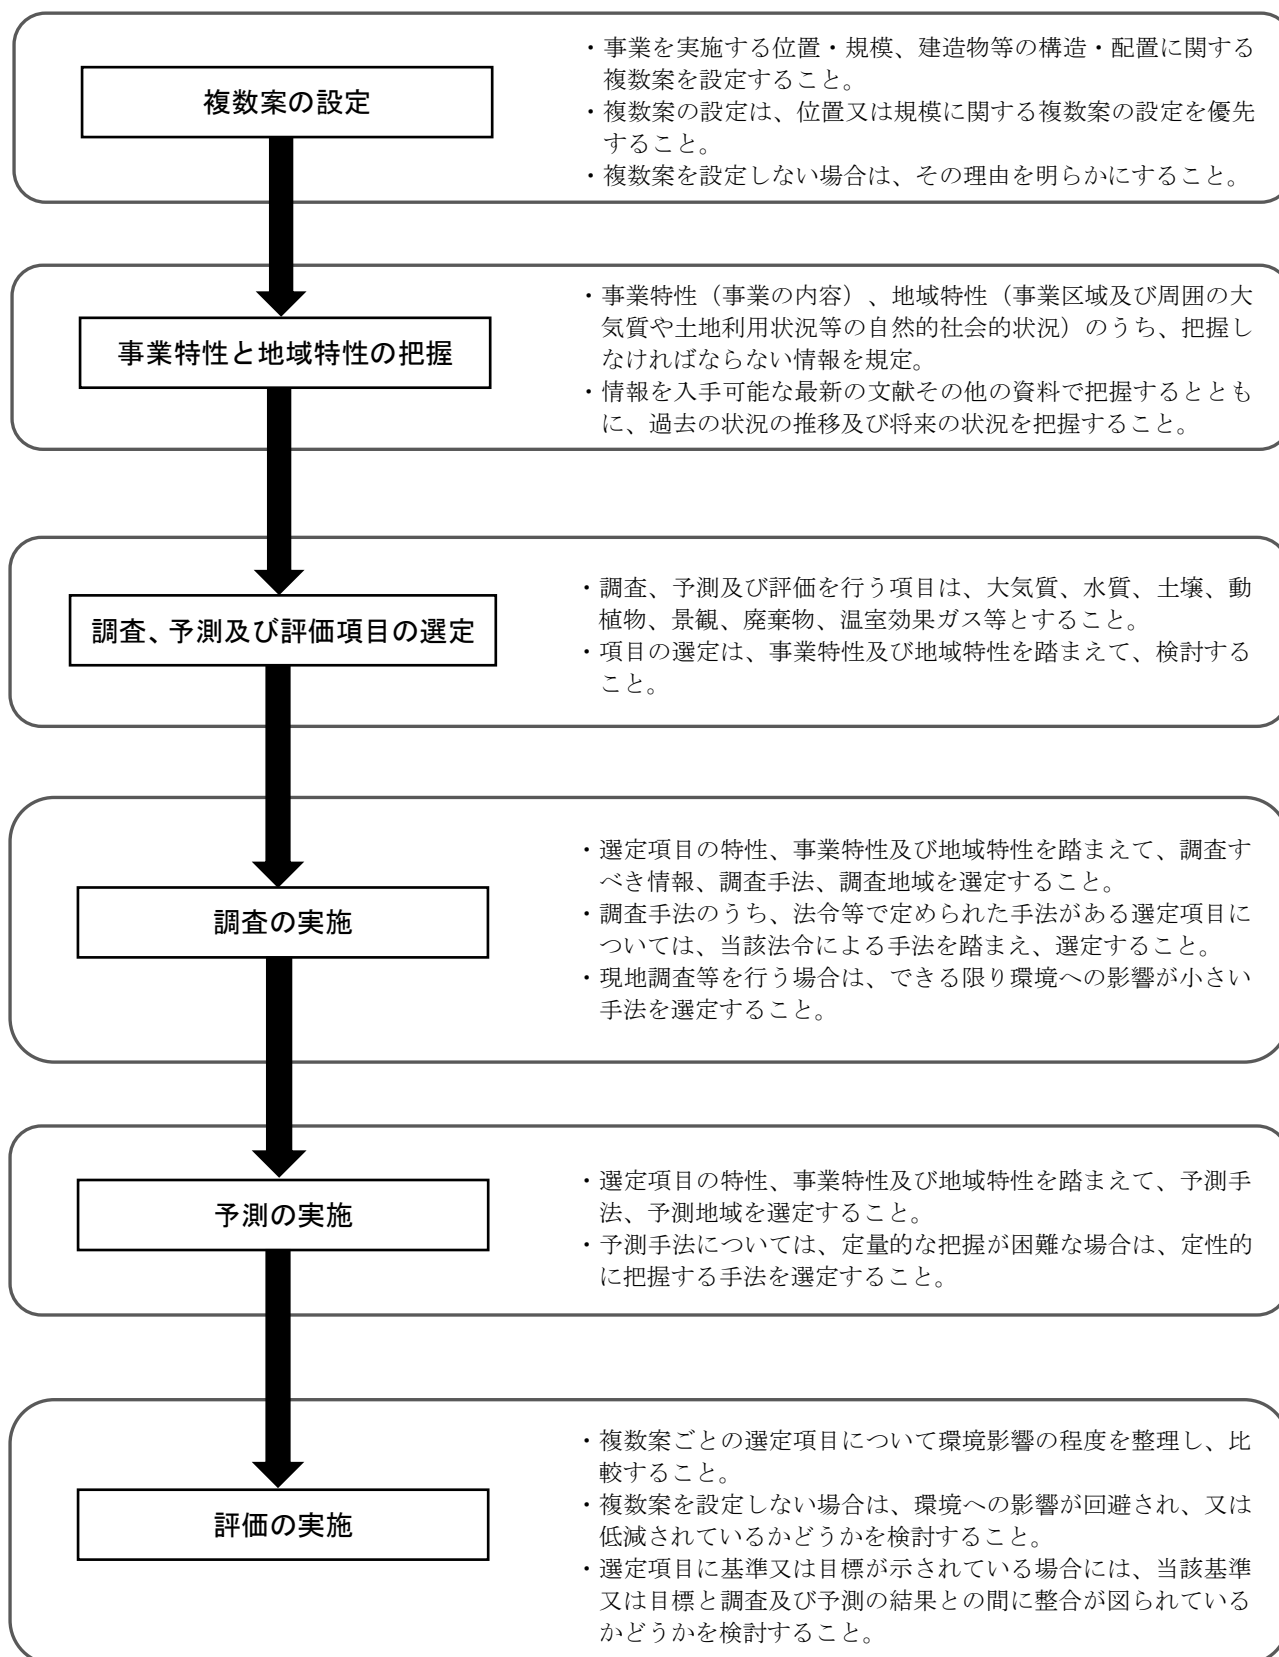 複数案の設定
・事業を実施する位置・規模、建造物等の構造・配置に関する
複数案を設定すること。
・複数案の設定は、位置又は規模に関する複数案の設定を優先
すること。
・複数案を設定しない場合は、その理由を明らかにすること。
事業特性と地域特性の把握
・事業特性（事業の内容）、地域特性（事業区域及び周囲の大
気質や土地利用状況等の自然的社会的状況）のうち、把握し
なければならない情報を規定。
・情報を入手可能な最新の文献その他の資料で把握するととも
に、過去の状況の推移及び将来の状況を把握すること。
調査、予測及び評価項目の選定
・調査、予測及び評価を行う項目は、大気質、水質、土壌、動
植物、景観、廃棄物、温室効果ガス等とすること。
・項目の選定は、事業特性及び地域特性を踏まえて、検討する
こと。
調査の実施
・選定項目の特性、事業特性及び地域特性を踏まえて、調査す
べき情報、調査手法、調査地域を選定すること。
・調査手法のうち、法令等で定められた手法がある選定項目に
ついては、当該法令による手法を踏まえ、選定すること。
・現地調査等を行う場合は、できる限り環境への影響が小さい
手法を選定すること。
予測の実施
・選定項目の特性、事業特性及び地域特性を踏まえて、予測手
法、予測地域を選定すること。
・予測手法については、定量的な把握が困難な場合は、定性的
に把握する手法を選定すること。
評価の実施
・複数案ごとの選定項目について環境影響の程度を整理し、比
較すること。
・複数案を設定しない場合は、環境への影響が回避され、又は
低減されているかどうかを検討すること。
・選定項目に基準又は目標が示されている場合には、当該基準
又は目標と調査及び予測の結果との間に整合が図られている
かどうかを検討すること。